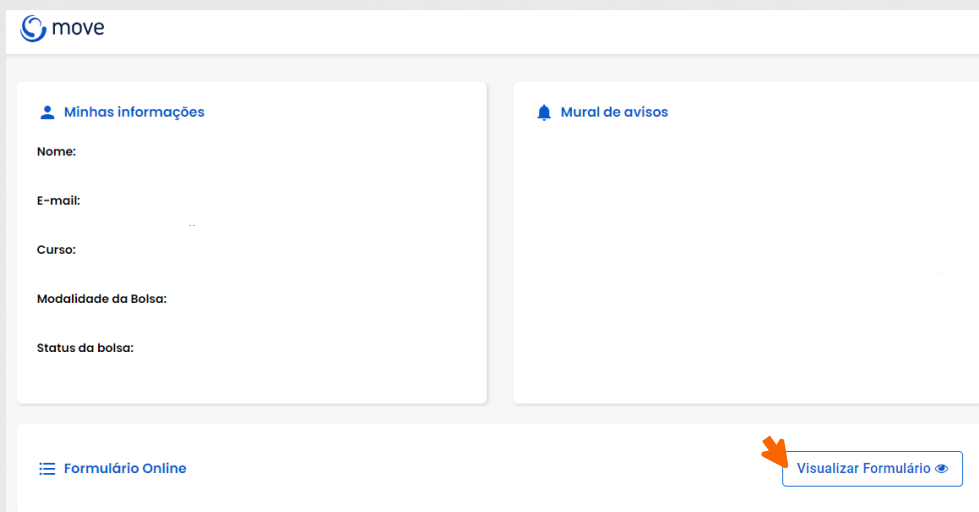 move
Minhas informações
Nome:
E-mail:
Curso:
Modalidade da Bolsa:
Status da bolsa:
Mural de avisos
Formulário Online
Visualizar Formulário